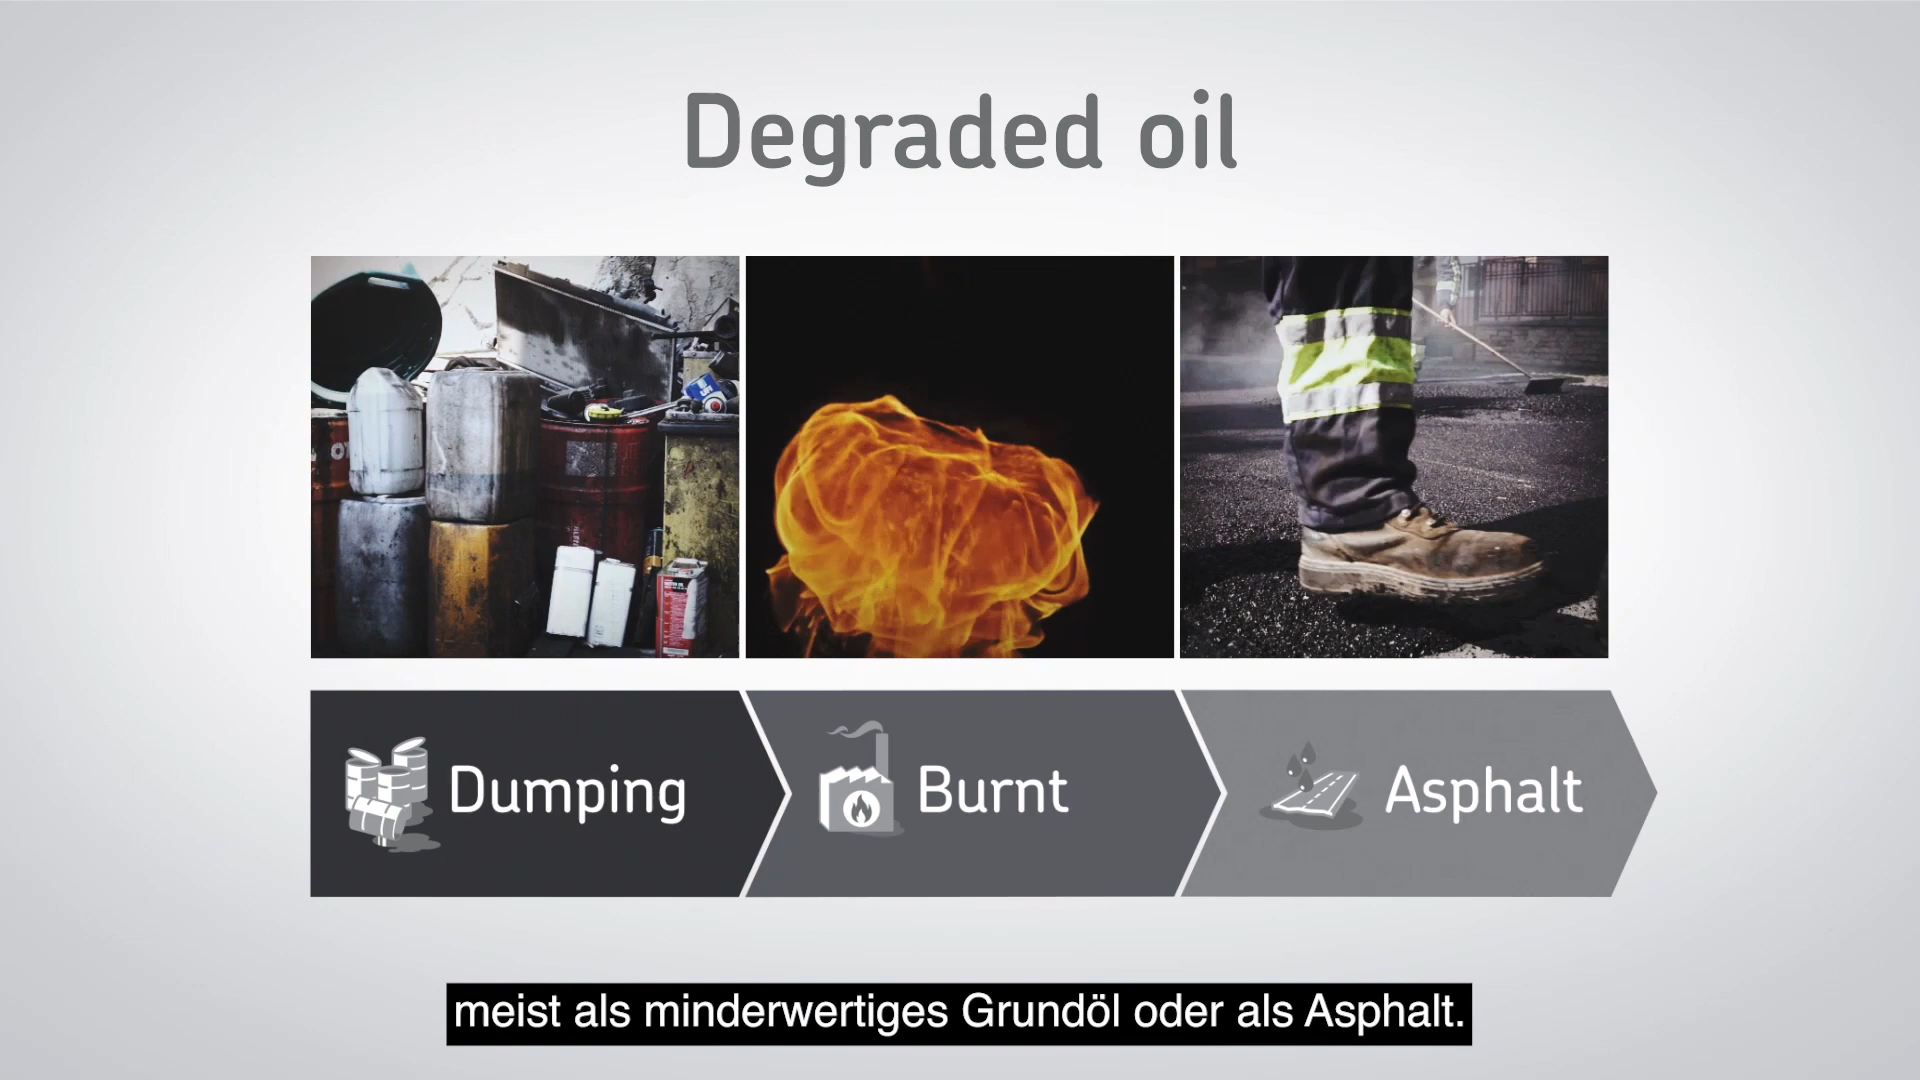 Degraded oil
Dumping
Burnt
Asphalt
meist als minderwertiges Grundöl oder als Asphalt.